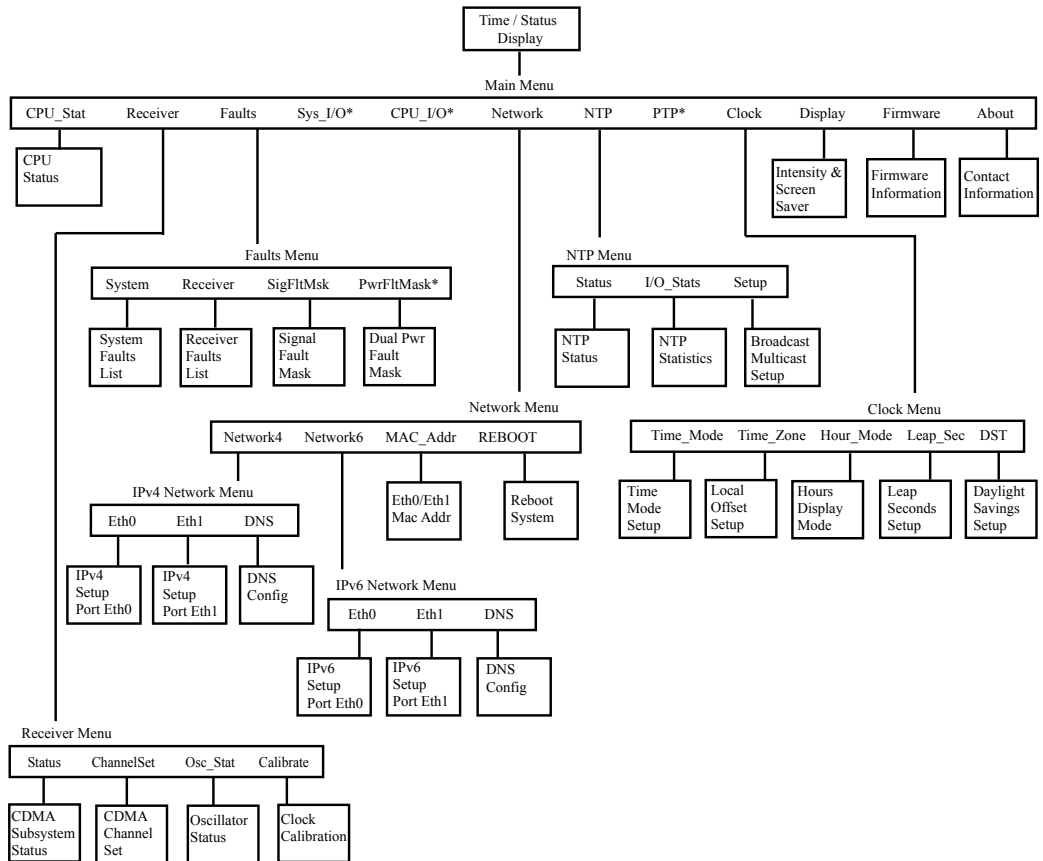 Time / Status
Display
Main Menu
CPU_Stat Receiver Faults Sys_I/O* CPU_I/O* Network NTP PTP* Clock Display Firmware About
CPU
Status
Intensity &
Screen
Saver
Firmware
Information
Contact
Information
Faults Menu
System Receiver SigFltMsk PwrFltMask*
System
Faults
List
Receiver
Faults
List
Signal
Fault
Mask
Dual Pwr
Fault
Mask
NTP Menu
Status I/O_Stats Setup
NTP
Status
NTP
Statistics
Broadcast
Multicast
Setup
Network Menu
Network4 Network6 MAC_Addr REBOOT
Eth0/Eth1
Mac Addr
Reboot
System
Clock Menu
Time_Mode Time_Zone Hour_Mode Leap_Sec DST
Time
Mode
Setup
Local
Offset
Setup
Hours
Display
Mode
Leap
Seconds
Setup
Daylight
Savings
Setup
IPv4 Network Menu
Eth0 Eth1 DNS
IPv4
Setup
Port Eth0
IPv4
Setup
Port Eth1
DNS
Config
IPv6 Network Menu
Eth0 Eth1 DNS
IPv6
Setup
Port Eth0
IPv6
Setup
Port Eth1
DNS
Config
Receiver Menu
Status ChannelSet Osc_Stat Calibrate
CDMA
Subsystem
Status
CDMA
Channel
Set
Oscillator
Status
Clock
Calibration